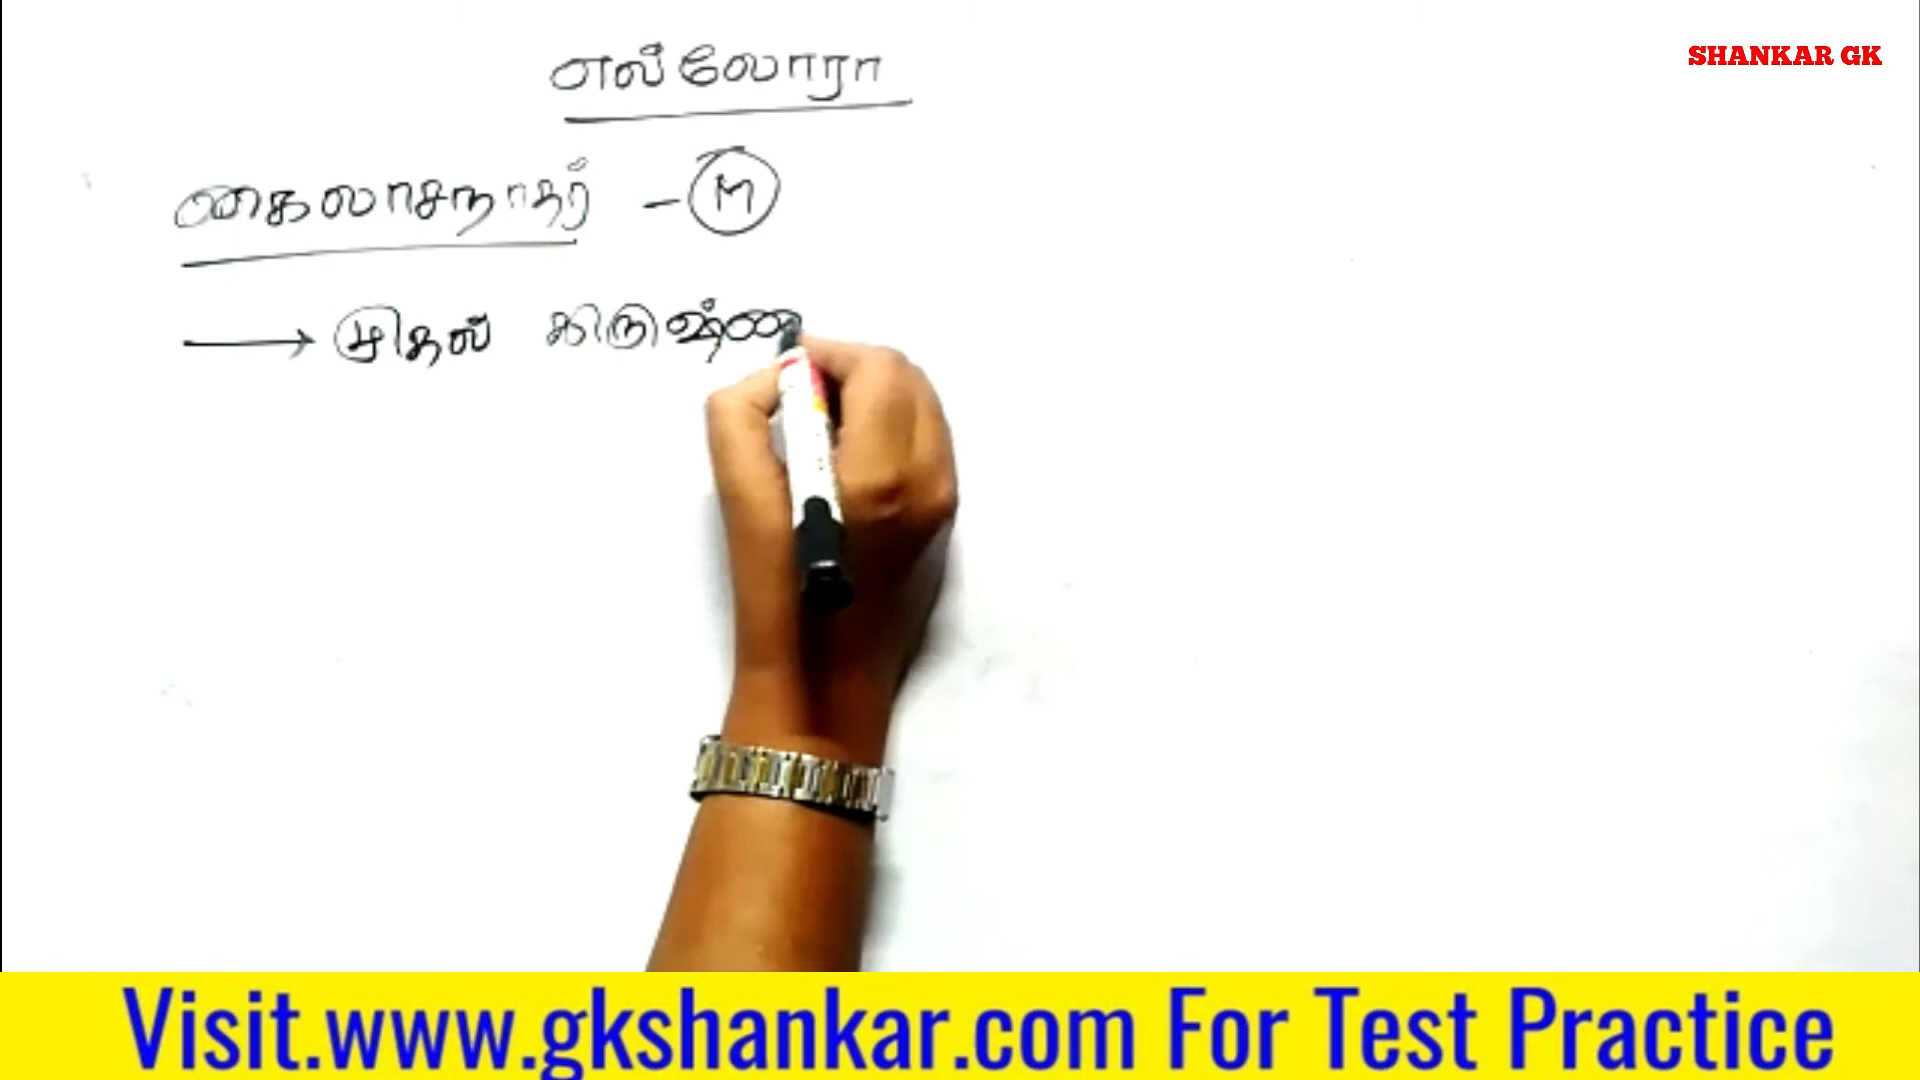 எல்லோரா
SHANKAR GK
கைலாசநாதர் - M
→ முதல் கிருஷ்ண
Visit.www.gkshankar.com For Test Practice